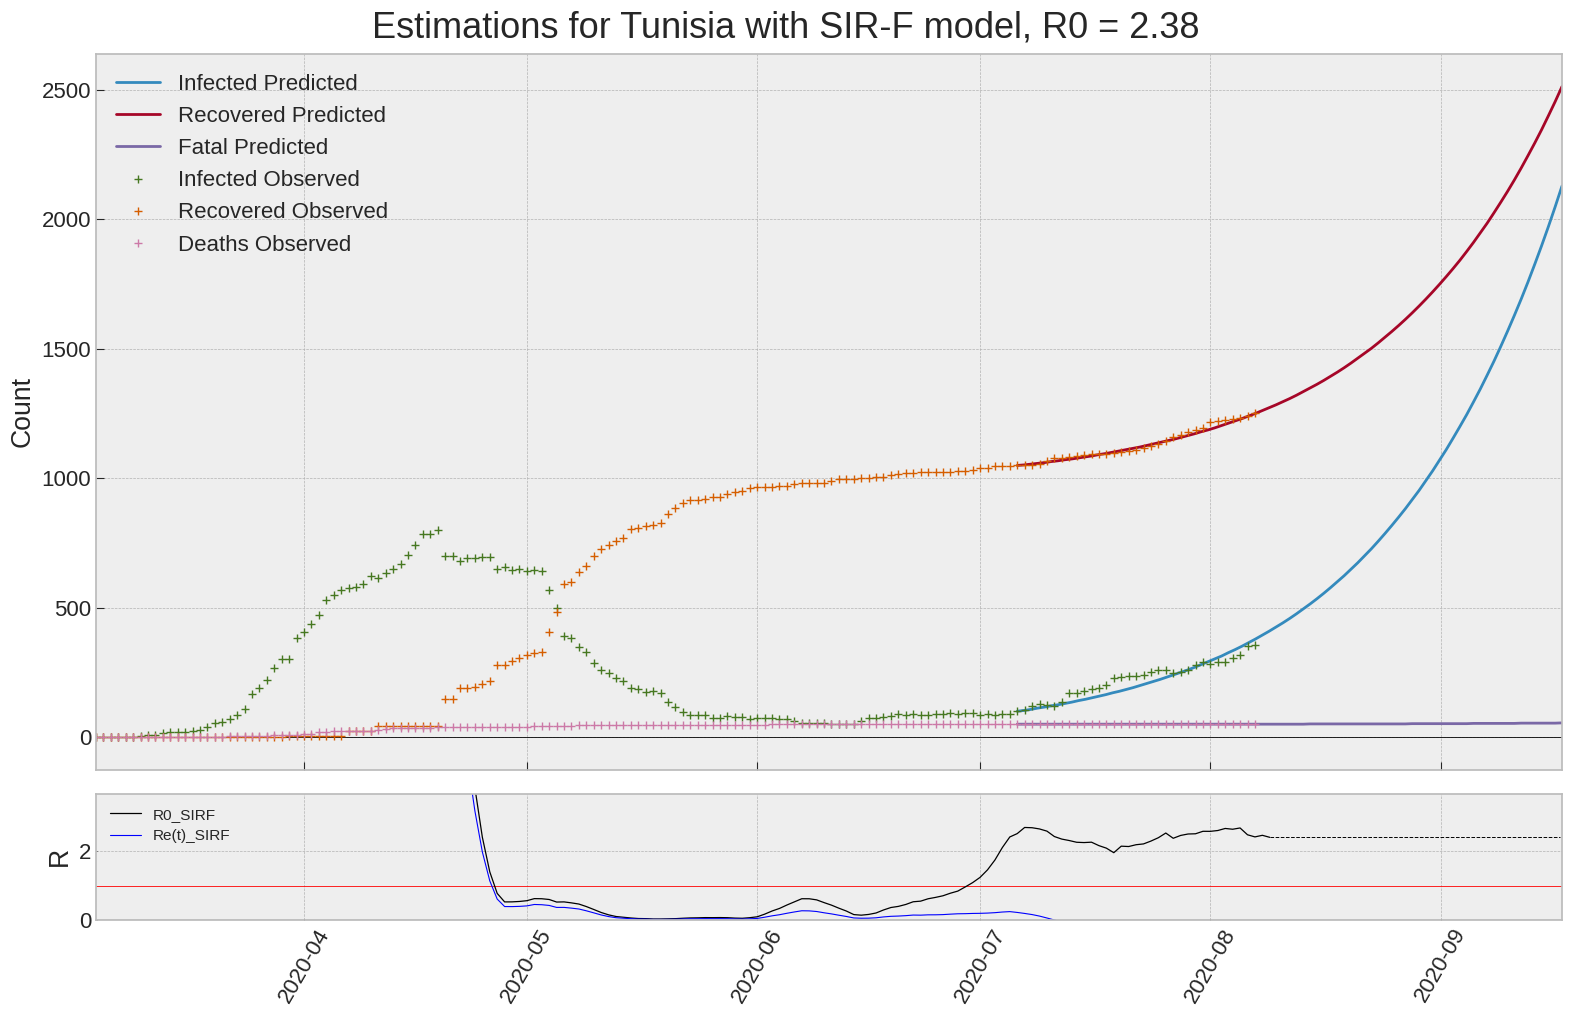 Estimations for Tunisia with SIR-F model, R0 = 2.38
Infected Predicted
Recovered Predicted
Fatal Predicted
Infected Observed
Recovered Observed
Deaths Observed
2500
2000
1500
1000
500
0
Count
R0_SIRF
Re(t)_SIRF
2
0
R
2020-04
2020-05
2020-06
2020-07
2020-08
2020-09